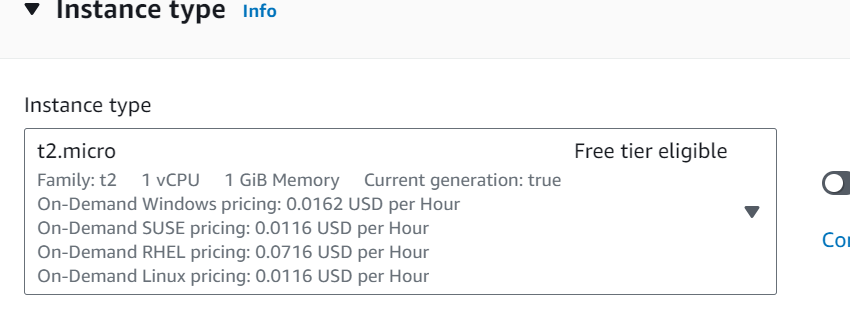 Instance type Info
Instance type
t2.micro Free tier eligible
Family: t2 1 vCPU 1 GiB Memory Current generation: true
On-Demand Windows pricing: 0.0162 USD per Hour
On-Demand SUSE pricing: 0.0116 USD per Hour
On-Demand RHEL pricing: 0.0716 USD per Hour
On-Demand Linux pricing: 0.0116 USD per Hour